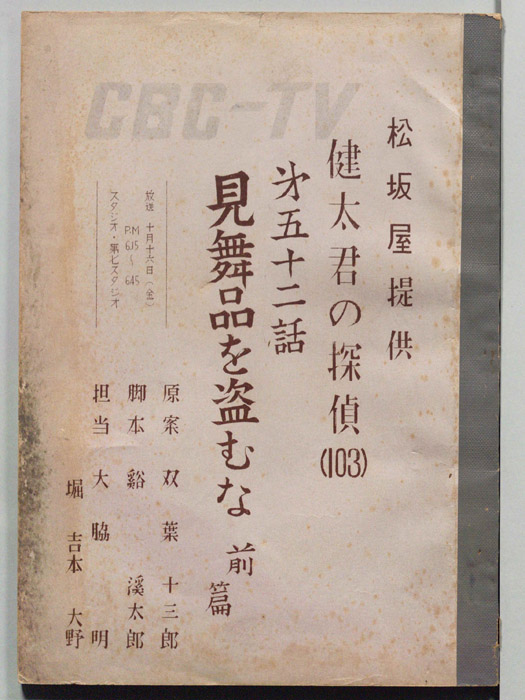 CBC-TV
松坂屋提供
健太君の探偵(103)
才五十二話
見舞品を盗むな 前篇
放送 十月十六日(金)
P.M 6.15〜6.45
スタジオ・第七スタジオ
原案 双葉十三郎
脚本 谿渓太郎
担当 大脇明
堀 吉本 大野